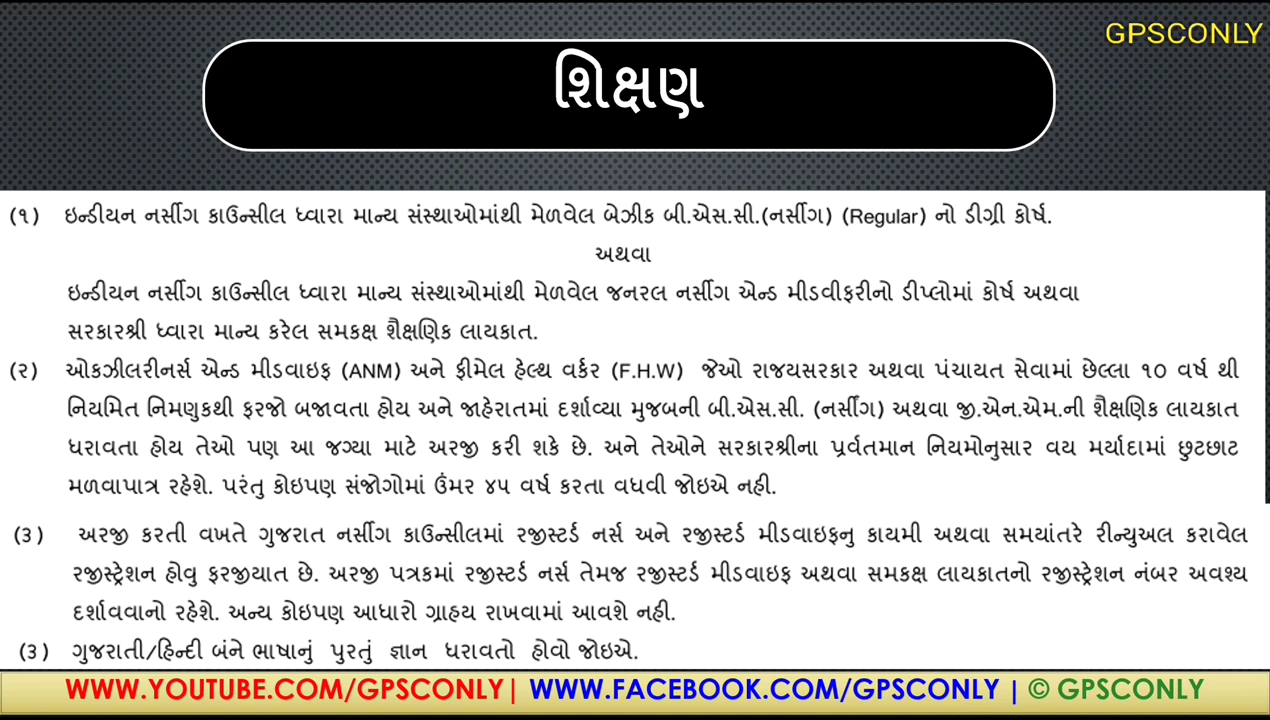 GPSCONLY
શિક્ષણ
(૧) ઇન્ડીયન નર્સીગ કાઉન્સીલ ધ્વારા માન્ય સંસ્થાઓમાંથી મેળવેલ બેઝીક બી.એસ.સી.(નર્સીગ) (Regular) નો ડીગ્રી કોર્ષ.
અથવા
ઇન્ડીયન નર્સીગ કાઉન્સીલ ધ્વારા માન્ય સંસ્થાઓમાંથી મેળવેલ જનરલ નર્સીગ એન્ડ મીડવીફરીનો ડીપ્લોમાં કોર્ષ અથવા
સરકારશ્રી ધ્વારા માન્ય કરેલ સમકક્ષ શૈક્ષણિક લાયકાત.
(૨) ઓકઝીલરીનર્સ એન્ડ મીડવાઇફ (ANM) અને ફીમેલ હેલ્થ વર્કર (F.H.W) જેઓ રાજયસરકાર અથવા પંચાયત સેવામાં છેલ્લા ૧૦ વર્ષ થી
નિયમિત નિમણુકથી ફરજો બજાવતા હોય અને જાહેરાતમાં દર્શાવ્યા મુજબની બી.એસ.સી. (નર્સીંગ) અથવા જી.એન.એમ.ની શૈક્ષણિક લાયકાત
ધરાવતા હોય તેઓ પણ આ જગ્યા માટે અરજી કરી શકે છે. અને તેઓને સરકારશ્રીના પ્રર્વતમાન નિયમોનુસાર વય મર્યાદામાં છુટછાટ
મળવાપાત્ર રહેશે. પરંતુ કોઇપણ સંજોગોમાં ઉંમર ૪૫ વર્ષ કરતા વધવી જોઇએ નહી.
(૩) અરજી કરતી વખતે ગુજરાત નર્સીગ કાઉન્સીલમાં રજીસ્ટર્ડ નર્સ અને રજીસ્ટર્ડ મીડવાઇફનુ કાયમી અથવા સમયાંતરે રીન્યુઅલ કરાવેલ
રજીસ્ટ્રેશન હોવુ ફરજીયાત છે. અરજી પત્રકમાં રજીસ્ટર્ડ નર્સ તેમજ રજીસ્ટર્ડ મીડવાઇફ અથવા સમકક્ષ લાયકાતનો રજીસ્ટ્રેશન નંબર અવશ્ય
દર્શાવવાનો રહેશે. અન્ય કોઇપણ આધારો ગ્રાહય રાખવામાં આવશે નહી.
(૩) ગુજરાતી/હિન્દી બંને ભાષાનું પુરતું જ્ઞાન ધરાવતો હોવો જોઇએ.
WWW.YOUTUBE.COM/GPSCONLY| WWW.FACEBOOK.COM/GPSCONLY | © GPSCONLY